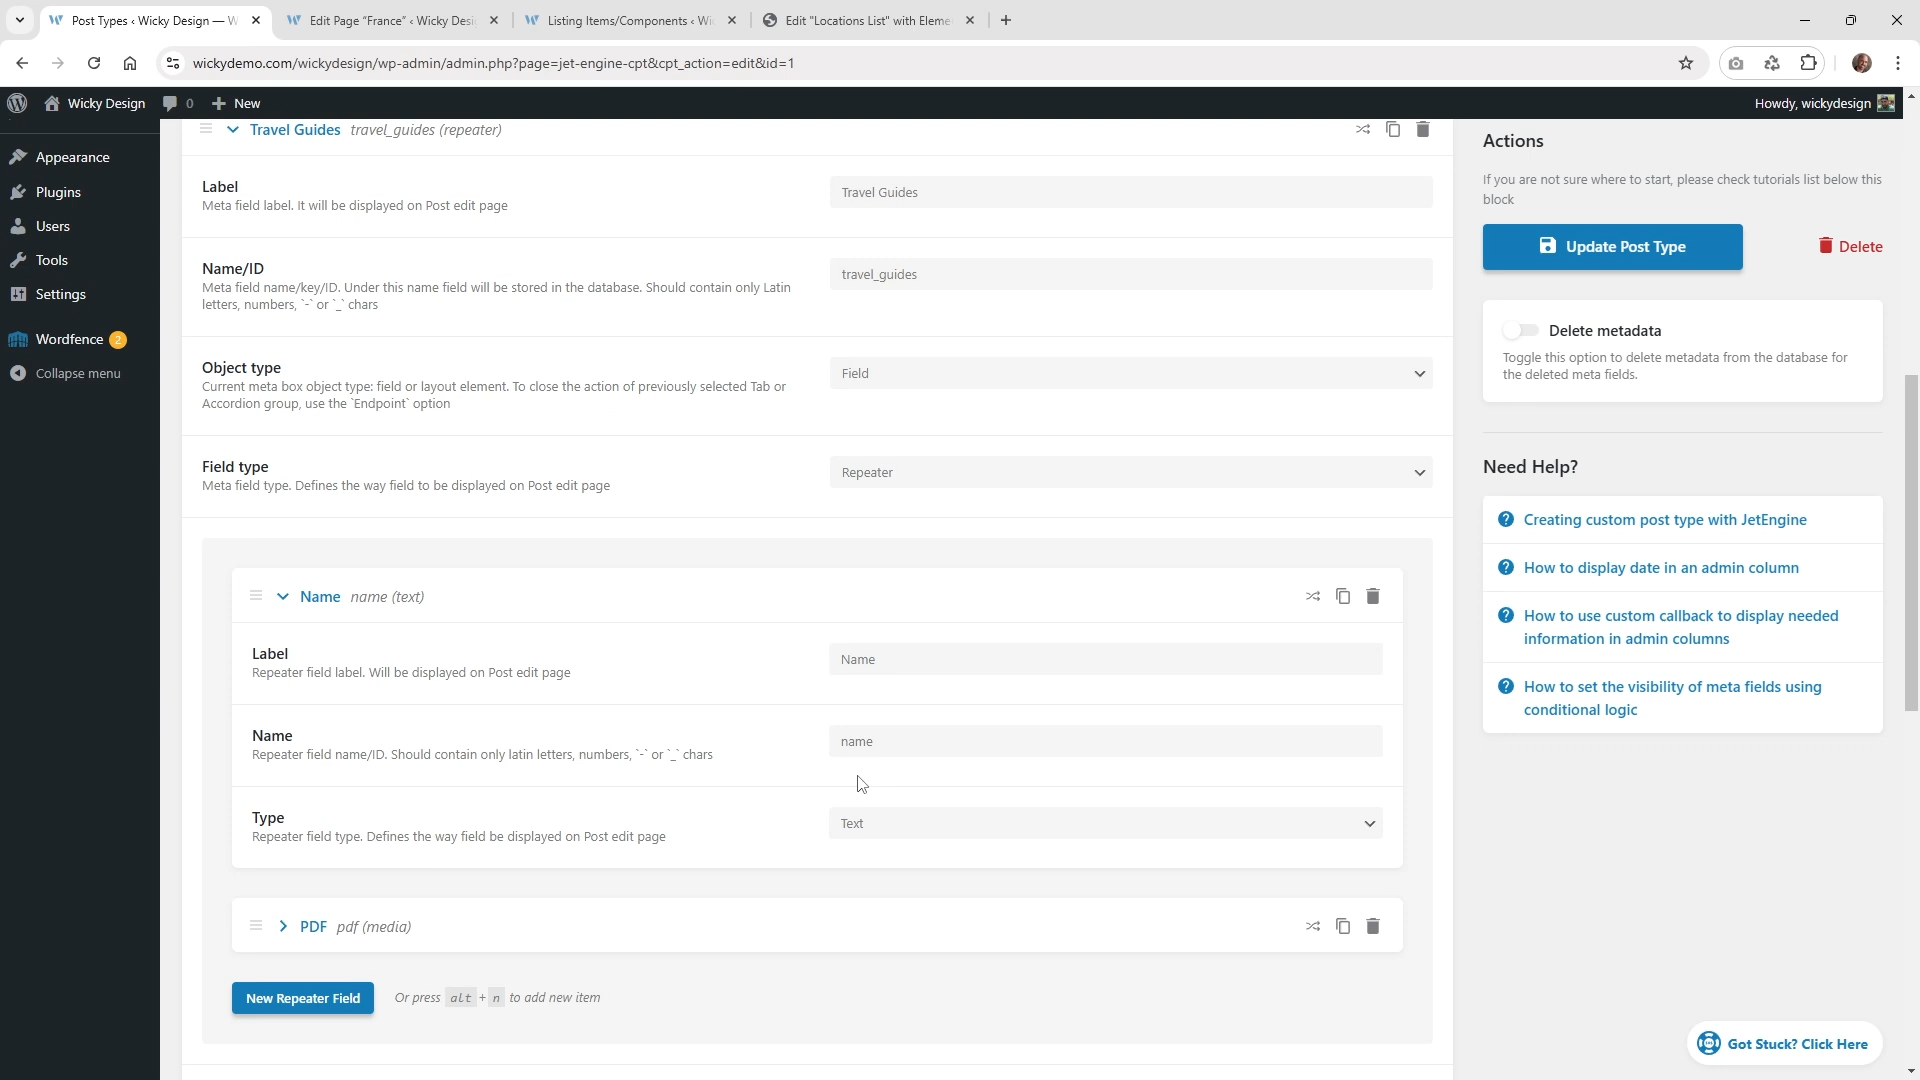 Post Types ‹ Wicky Design — W
Edit Page “France” ‹ Wicky Desi
Listing Items/Components ‹ Wi
Edit "Locations List" with Eleme
wickydemo.com/wickydesign/wp-admin/admin.php?page=jet-engine-cpt&cpt_action=edit&id=1
Wicky Design
0
New
Howdy, wickydesign
Appearance
Plugins
Users
Tools
Settings
Wordfence 2
Collapse menu
Travel Guides travel_guides (repeater)
Label
Meta field label. It will be displayed on Post edit page
Travel Guides
Name/ID
Meta field name/key/ID. Under this name field will be stored in the database. Should contain only Latin
letters, numbers, `-` or `_` chars
travel_guides
Object type
Current meta box object type: field or layout element. To close the action of previously selected Tab or
Accordion group, use the `Endpoint` option
Field
Field type
Meta field type. Defines the way field to be displayed on Post edit page
Repeater
Name name (text)
Label
Repeater field label. Will be displayed on Post edit page
Name
Name
Repeater field name/ID. Should contain only latin letters, numbers, `-` or `_` chars
name
Type
Repeater field type. Defines the way field be displayed on Post edit page
Text
PDF pdf (media)
New Repeater Field
Or press alt + n to add new item
Actions
If you are not sure where to start, please check tutorials list below this
block
Update Post Type
Delete
Delete metadata
Toggle this option to delete metadata from the database for
the deleted meta fields.
Need Help?
Creating custom post type with JetEngine
How to display date in an admin column
How to use custom callback to display needed
information in admin columns
How to set the visibility of meta fields using
conditional logic
Got Stuck? Click Here